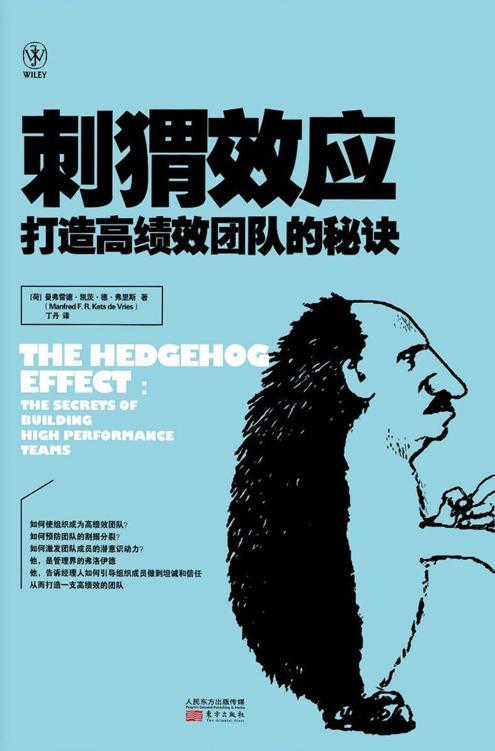 WILEY
刺猬效应
打造高绩效团队的秘诀
[荷] 曼弗雷德·凯茨·德·弗里斯 著
(Manfred F. R. Kets de Vries)
丁丹 译
THE HEDGEHOG
EFFECT:
THE SECRETS OF
BUILDING
HIGH PERFORMANCE
TEAMS
如何使组织成为高绩效团队?
如何预防团队的割据分裂?
如何激发团队成员的潜意识动力?
他,是管理界的弗洛伊德
他,告诉经理人如何引导组织成员做到坦诚和信任
从而打造一支高绩效的团队
人民东方出版传媒
People's Oriental Publishing & Media
东方出版社